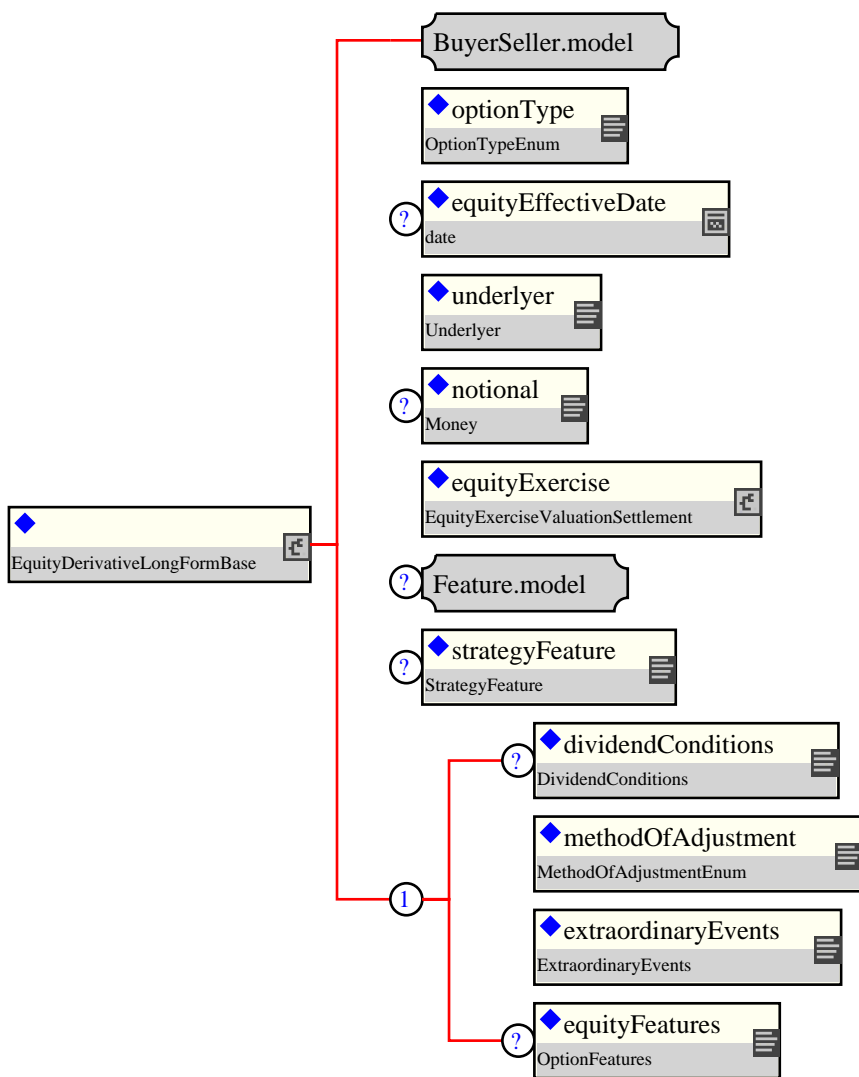 BuyerSeller.model
optionType
OptionTypeEnum
?
equityEffectiveDate
date
underlyer
Underlyer
?
notional
Money
equityExercise
EquityExerciseValuationSettlement
EquityDerivativeLongFormBase
?
Feature.model
?
strategyFeature
StrategyFeature
?
dividendConditions
DividendConditions
methodOfAdjustment
MethodOfAdjustmentEnum
1
extraordinaryEvents
ExtraordinaryEvents
?
equityFeatures
OptionFeatures